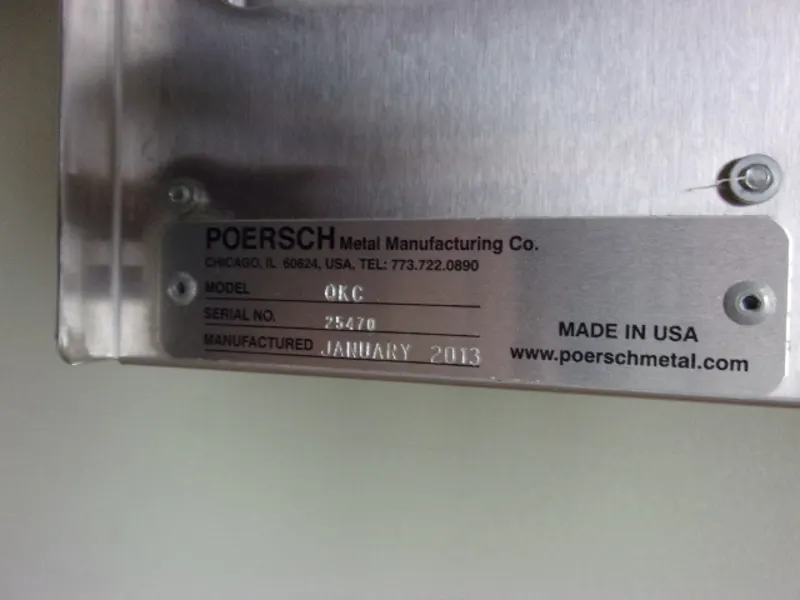 POERSCH Metal Manufacturing Co.
CHICAGO, IL 60624, USA, TEL: 773.722.0890
MODEL OKC
SERIAL NO. 25470
MANUFACTURED JANUARY 2013
MADE IN USA
www.poerschmetal.com